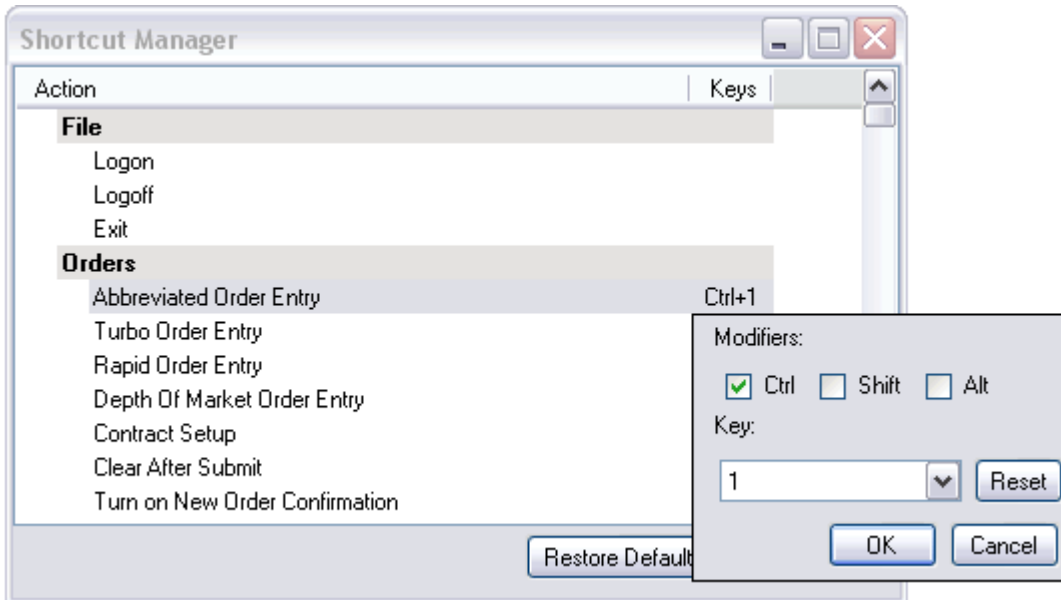 Shortcut Manager
Action Keys
File
Logon
Logoff
Exit
Orders
Abbreviated Order Entry Ctrl+1
Turbo Order Entry
Rapid Order Entry
Depth Of Market Order Entry
Contract Setup
Clear After Submit
Turn on New Order Confirmation
Restore Default
Modifiers:
Ctrl Shift Alt
Key:
1 Reset
OK Cancel